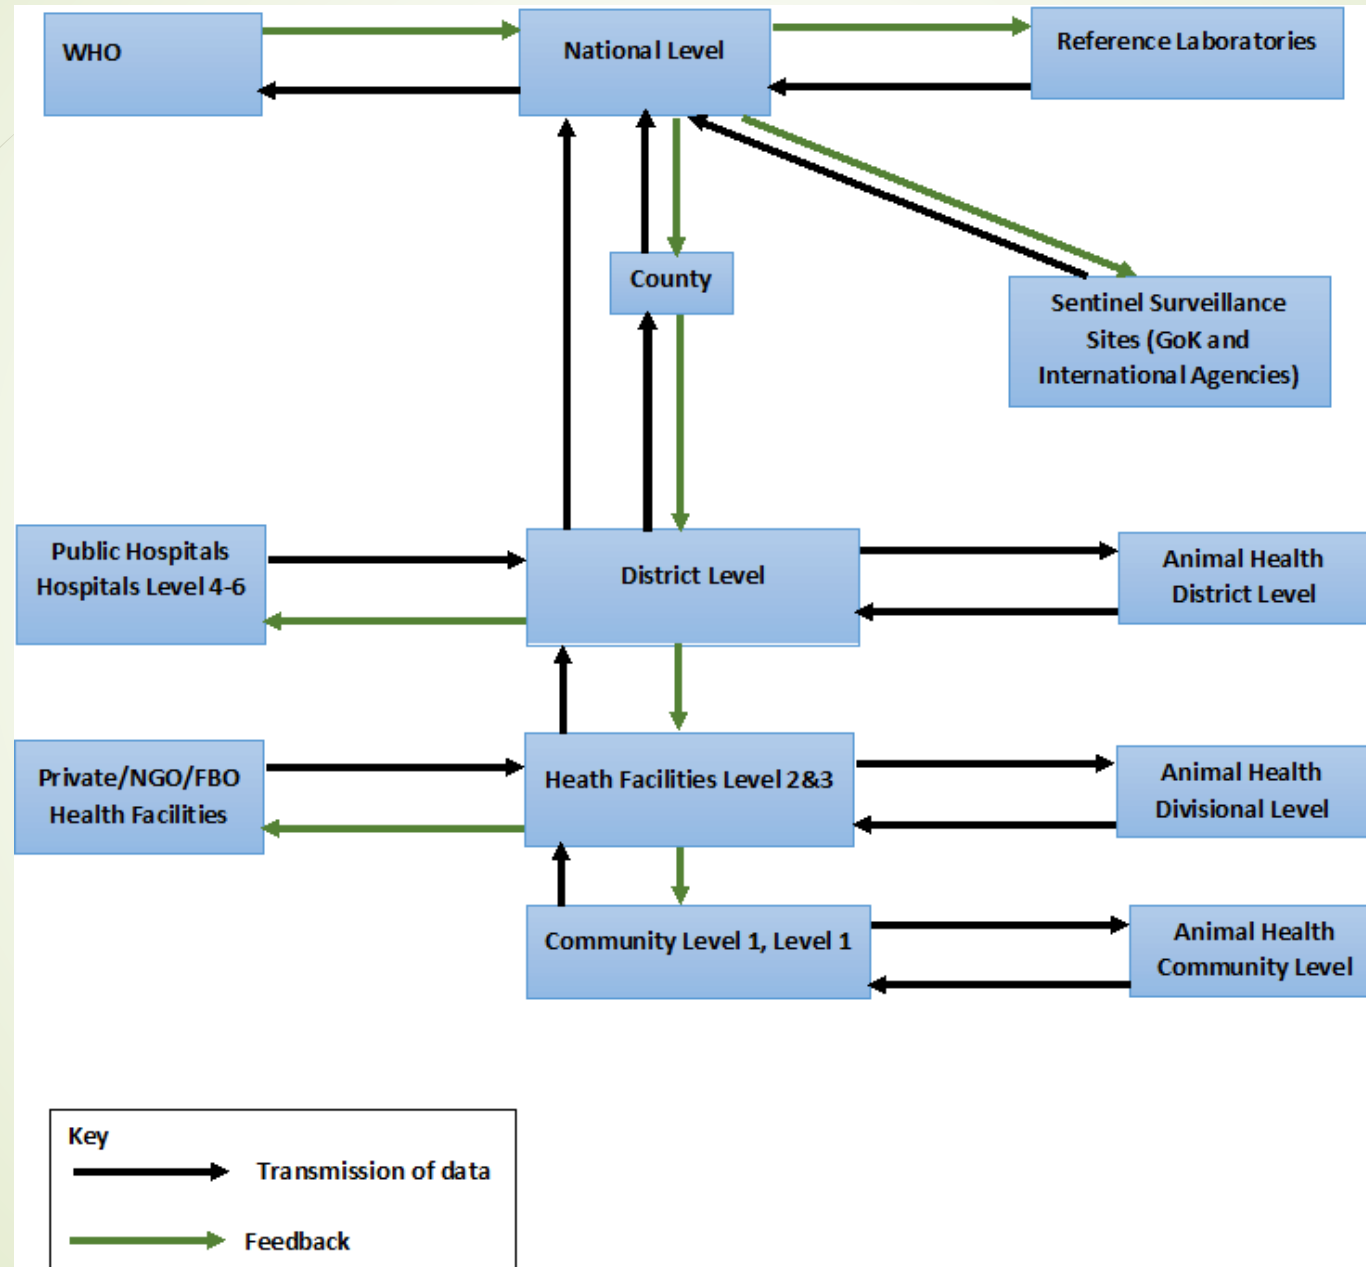 WHO
National Level
Reference Laboratories
County
Sentinel Surveillance
Sites (GoK and
International Agencies)
Public Hospitals
Hospitals Level 4-6
District Level
Animal Health
District Level
Private/NGO/FBO
Health Facilities
Heath Facilities Level 2&3
Animal Health
Divisional Level
Community Level 1, Level 1
Animal Health
Community Level
Key
Transmission of data
Feedback